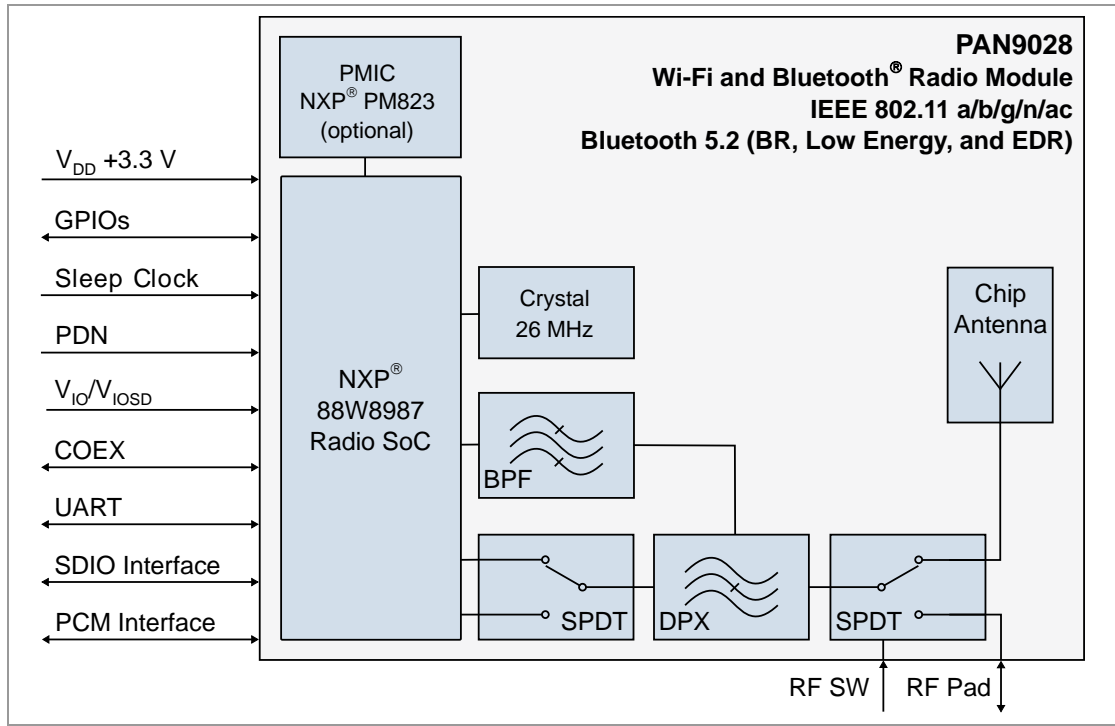 PAN9028
Wi-Fi and Bluetooth® Radio Module
IEEE 802.11 a/b/g/n/ac
Bluetooth 5.2 (BR, Low Energy, and EDR)
PMIC
NXP® PM823
(optional)
VDD +3.3 V
GPIOs
Sleep Clock
PDN
VIO/VIOSD
COEX
UART
SDIO Interface
PCM Interface
NXP®
88W8987
Radio SoC
Crystal
26 MHz
BPF
SPDT
DPX
SPDT
Chip
Antenna
RF SW
RF Pad